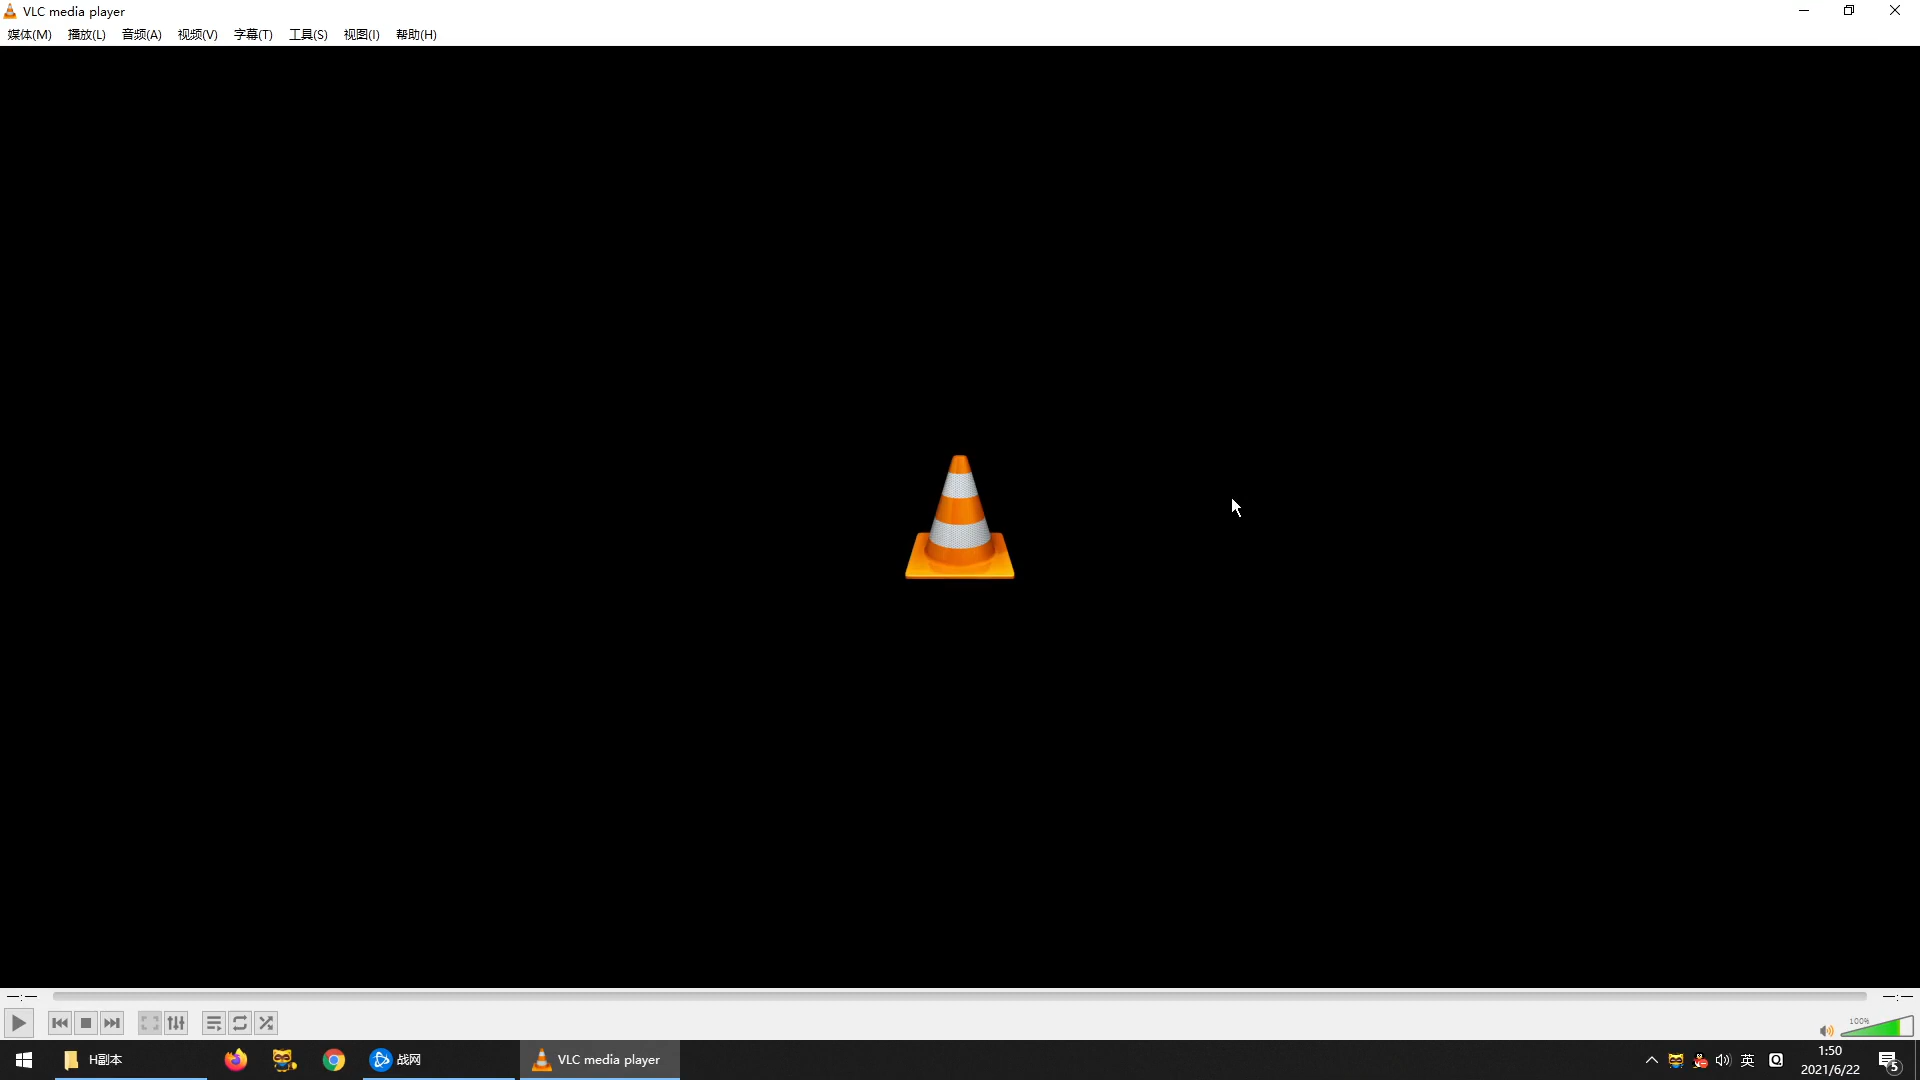 VLC media player
媒体(M) 播放(L) 音频(A) 视频(V) 字幕(T) 工具(S) 视图(I) 帮助(H)
--:-- --:--
100%
H副本 战网 VLC media player 英 1:50
2021/6/22 5